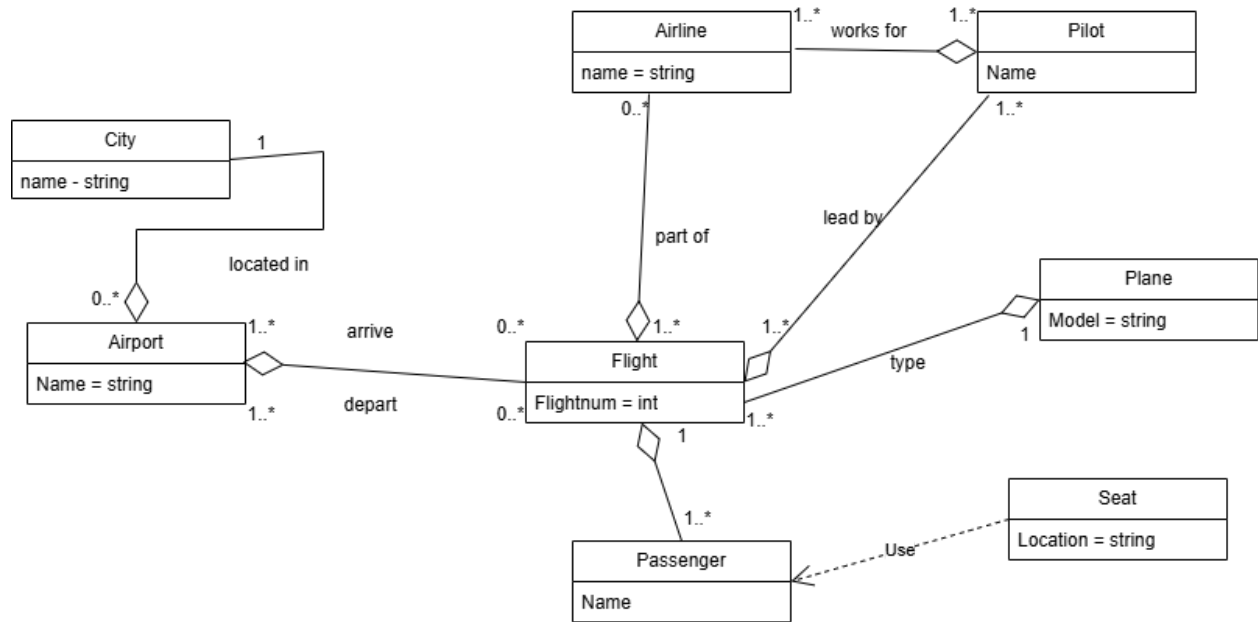 1..*
works for
1..*
Airline
Pilot
name = string
Name
0..*
1..*
City
1
name - string
lead by
part of
located in
Plane
0..*
Model = string
1..*
arrive
0..*
1..*
1..*
1
Airport
Flight
type
Name = string
Flightnum = int
depart
1..*
0..*
1
1..*
Seat
1..*
Location = string
Use
Passenger
Name